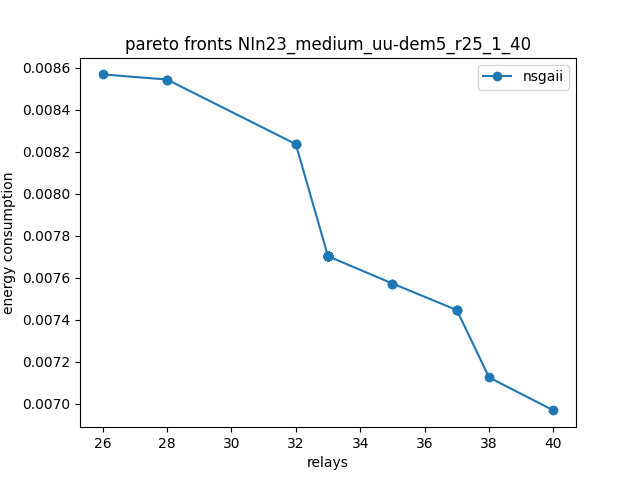 pareto fronts NIn23_medium_uu-dem5_r25_1_40
nsgaii
0.0086
0.0084
0.0082
0.0080
0.0078
0.0076
0.0074
0.0072
0.0070
energy consumption
26 28 30 32 34 36 38 40
relays